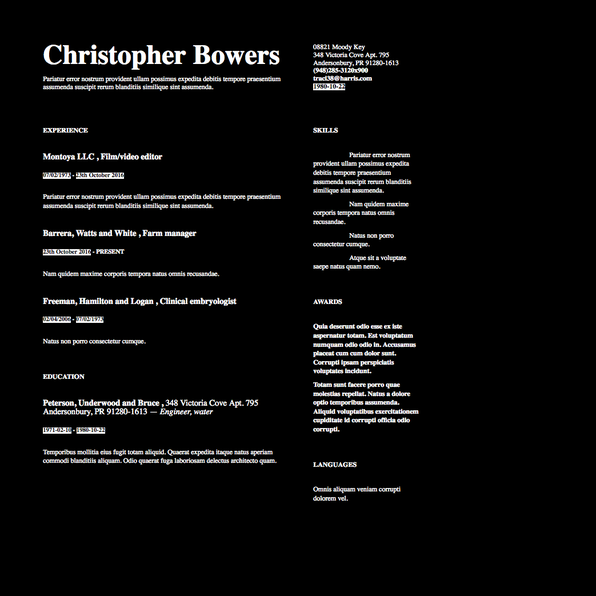 Christopher Bowers
Pariatur error nostrum provident ullam possimus expedita debitis tempore praesentium
assumenda suscipit rerum blanditiis similique sint assumenda.
08821 Moody Key
348 Victoria Cove Apt. 795
Andersonbury, PR 91280-1613
(948)285-3120x900
traci38@harris.com
1980-10-22
EXPERIENCE
Montoya LLC , Film/video editor
07/02/1973 - 23th October 2016
Pariatur error nostrum provident ullam possimus expedita debitis tempore praesentium
assumenda suscipit rerum blanditiis similique sint assumenda.
Barrera, Watts and White , Farm manager
23th October 2016 - PRESENT
Nam quidem maxime corporis tempora natus omnis recusandae.
Freeman, Hamilton and Logan , Clinical embryologist
02/04/2006 - 07/02/1973
Natus non porro consectetur cumque.
EDUCATION
Peterson, Underwood and Bruce , 348 Victoria Cove Apt. 795
Andersonbury, PR 91280-1613 — Engineer, water
1971-02-10 - 1980-10-22
Temporibus mollitia eius fugit totam aliquid. Quaerat expedita itaque natus aperiam
commodi blanditiis aliquam. Odio quaerat fuga laboriosam delectus architecto quam.
SKILLS
Pariatur error nostrum
provident ullam possimus expedita
debitis tempore praesentium
assumenda suscipit rerum blanditiis
similique sint assumenda.
Nam quidem maxime
corporis tempora natus omnis
recusandae.
Natus non porro
consectetur cumque.
Atque sit a voluptate
saepe natus quam nemo.
AWARDS
Quia deserunt odio esse ex iste
aspernatur totam. Est voluptatum
numquam odio odio in. Accusamus
placeat cum cum dolor sunt.
Corrupti ipsam perspiciatis
voluptates incidunt.
Totam sunt facere porro quae
molestias repellat. Natus a dolore
optio temporibus assumenda.
Aliquid voluptatibus exercitationem
cupiditate id corrupti officia odio
corrupti.
LANGUAGES
Omnis aliquam veniam corrupti
dolorem vel.